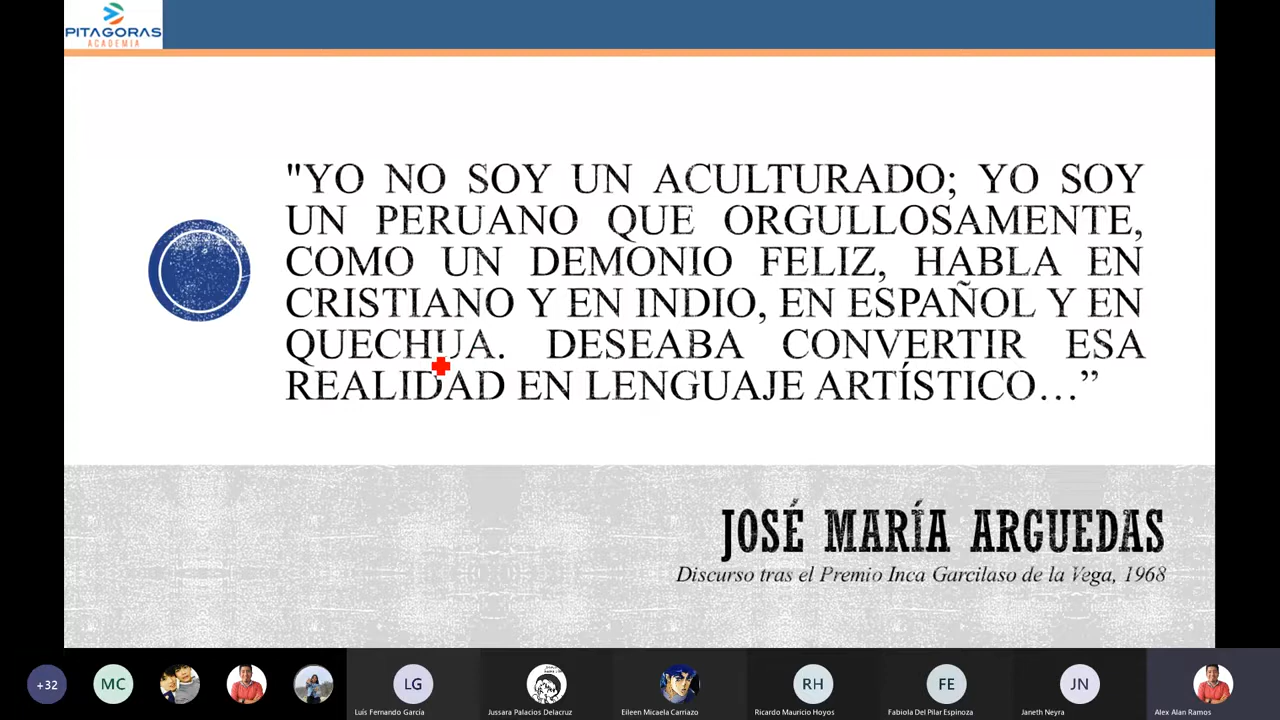 PITAGORAS
ACADEMIA
"YO NO SOY UN ACULTURADO; YO SOY
UN PERUANO QUE ORGULLOSAMENTE,
COMO UN DEMONIO FELIZ, HABLA EN
CRISTIANO Y EN INDIO, EN ESPAÑOL Y EN
QUECHUA. DESEABA CONVERTIR ESA
REALIDAD EN LENGUAJE ARTÍSTICO…”
JOSÉ MARÍA ARGUEDAS
Discurso tras el Premio Inca Garcilaso de la Vega, 1968
+32
MC
LG
RH
FE
JN
Luis Fernando Garcia
Jussara Palacios Delacruz
Eileen Micaela Carriazo
Ricardo Mauricio Hoyos
Fabiola Del Pilar Espinoza
Janeth Neyra
Alex Alan Ramos